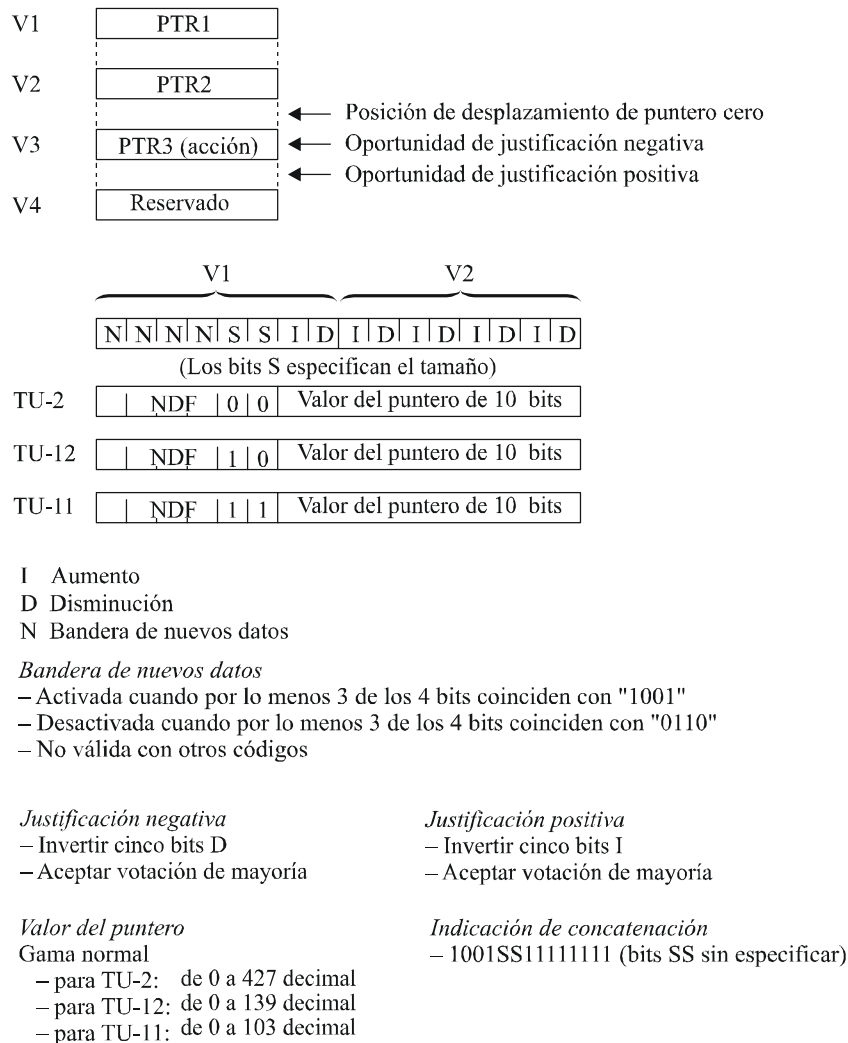 V1 PTR1
V2 PTR2
Posición de desplazamiento de puntero cero
V3 PTR3 (acción) Oportunidad de justificación negativa
Oportunidad de justificación positiva
V4 Reservado
V1 V2
N N N N S S I D I D I D I D I D
(Los bits S especifican el tamaño)
TU-2 NDF 0 0 Valor del puntero de 10 bits
TU-12 NDF 1 0 Valor del puntero de 10 bits
TU-11 NDF 1 1 Valor del puntero de 10 bits
I Aumento
D Disminución
N Bandera de nuevos datos
Bandera de nuevos datos
– Activada cuando por lo menos 3 de los 4 bits coinciden con "1001"
– Desactivada cuando por lo menos 3 de los 4 bits coinciden con "0110"
– No válida con otros códigos
Justificación negativa
– Invertir cinco bits D
– Aceptar votación de mayoría
Justificación positiva
– Invertir cinco bits I
– Aceptar votación de mayoría
Valor del puntero
Gama normal
– para TU-2: de 0 a 427 decimal
– para TU-12: de 0 a 139 decimal
– para TU-11: de 0 a 103 decimal
Indicación de concatenación
– 1001SS11111111 (bits SS sin especificar)